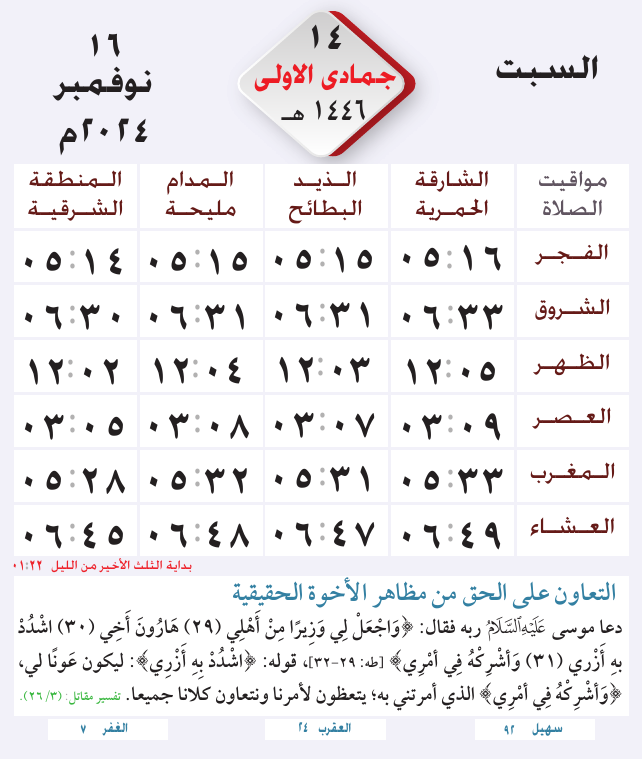 السبت
١٤
جمادى الاولى
١٤٤٦ هـ
١٦
نوفمبر
٢٠٢٤م
مواقيت الصلاة | الشارقة الحمرية | الذيد البطائح | المدام مليحة | المنطقة الشرقية
الفجر ٠٥:١٦ ٠٥:١٥ ٠٥:١٥ ٠٥:١٤
الشروق ٠٦:٣٣ ٠٦:٣١ ٠٦:٣١ ٠٦:٣٠
الظهر ١٢:٠٥ ١٢:٠٣ ١٢:٠٤ ١٢:٠٢
العصر ٠٣:٠٩ ٠٣:٠٧ ٠٣:٠٨ ٠٣:٠٥
المغرب ٠٥:٣٣ ٠٥:٣١ ٠٥:٣٢ ٠٥:٢٨
العشاء ٠٦:٤٩ ٠٦:٤٧ ٠٦:٤٨ ٠٦:٤٥
بداية الثلث الأخير من الليل ٠١:٢٢
التعاون على الحق من مظاهر الأخوة الحقيقية
دعا موسى عَلَيْهِ السَّلَامُ ربه فقال: ﴿وَاجْعَلْ لِي وَزِيرًا مِنْ أَهْلِي (٢٩) هَارُونَ أَخِي (٣٠) اشْدُدْ
بِهِ أَزْرِي (٣١) وَأَشْرِكْهُ فِي أَمْرِي﴾ [طه: ٢٩-٣٢]، قوله: ﴿اشْدُدْ بِهِ أَزْرِي﴾: ليكون عَونًا لي،
﴿وَأَشْرِكْهُ فِي أَمْرِي﴾ الذي أمرتني به؛ يتعظون لأمرنا ونتعاون كلانا جميعا. تفسير مقاتل: (٣/ ٢٦).
سهيل ٩٢
العقرب ٢٤
الغفر ٧